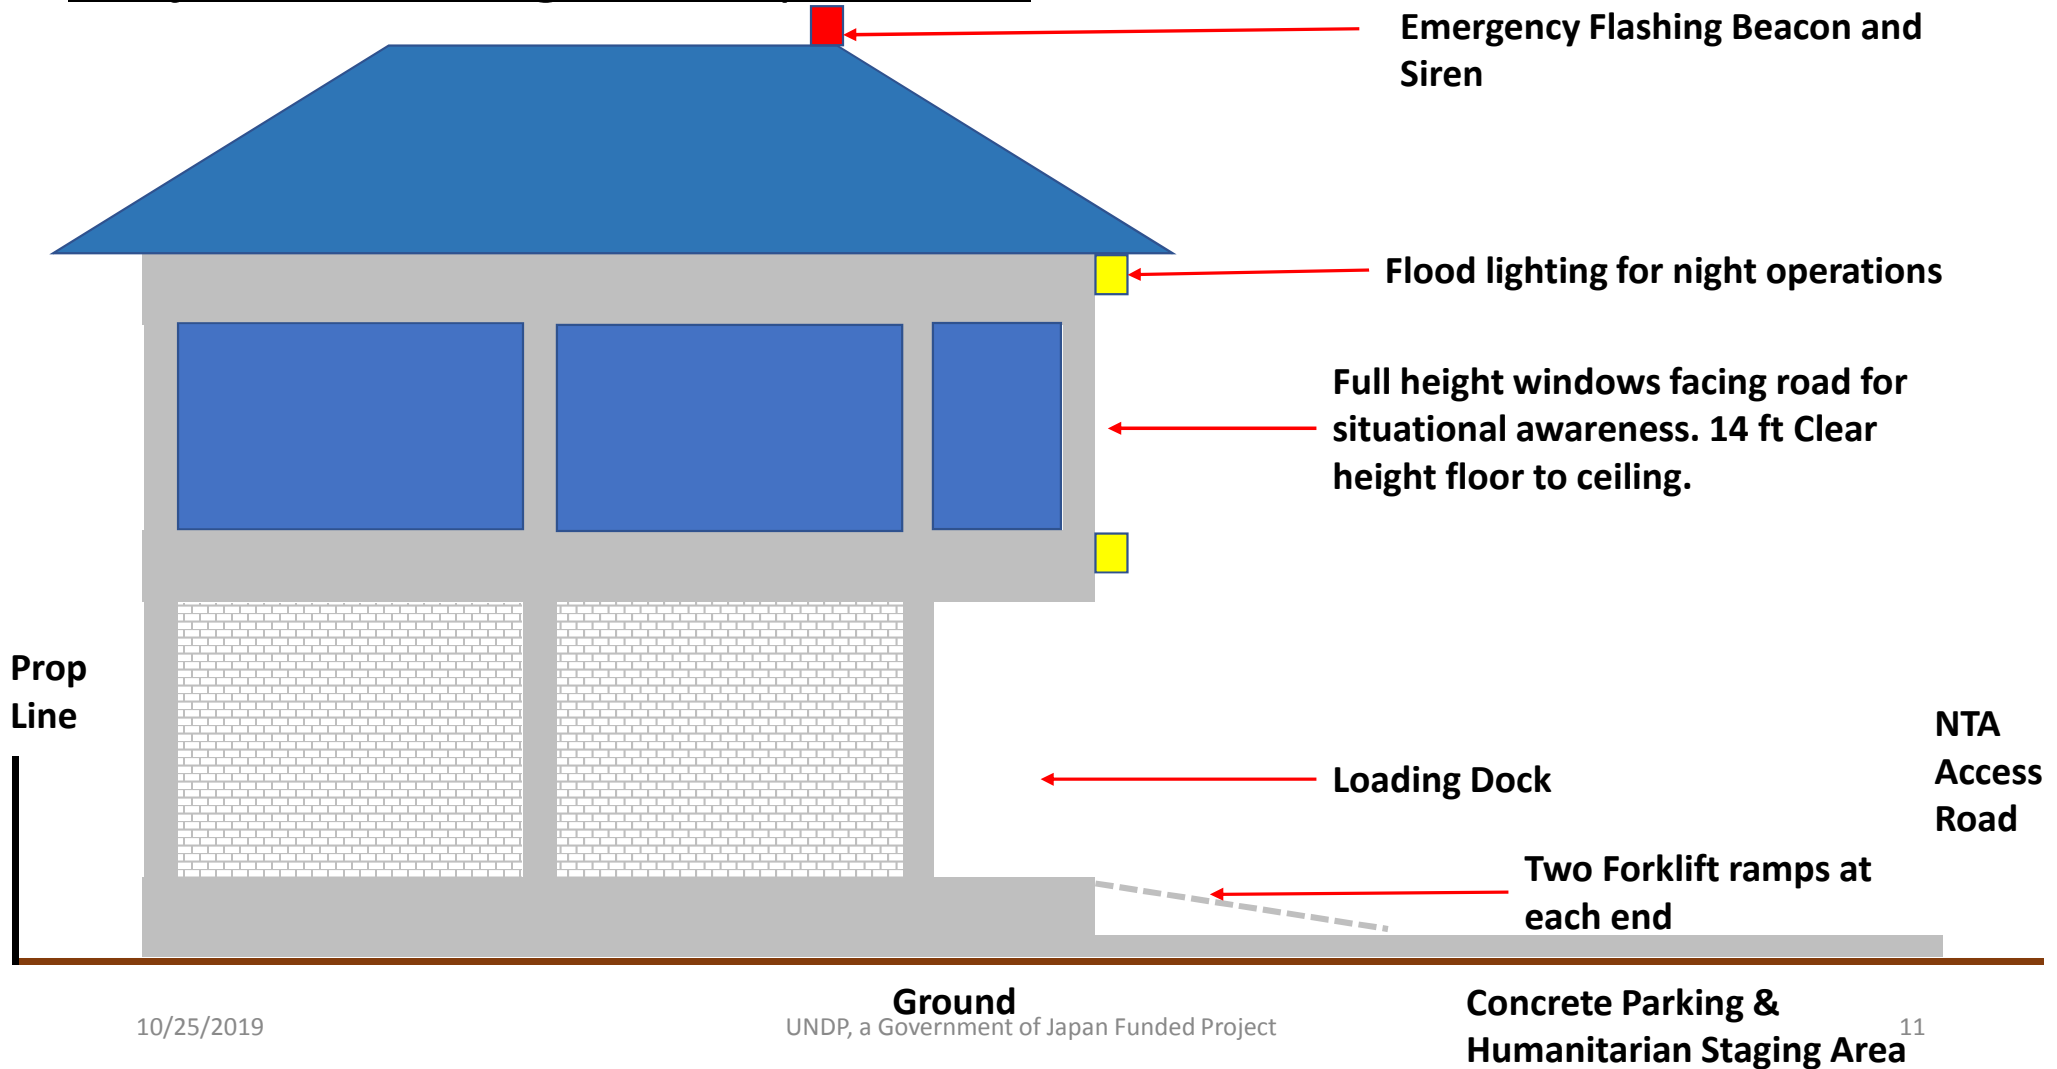 Emergency Flashing Beacon and
Siren
Flood lighting for night operations
Full height windows facing road for
situational awareness. 14 ft Clear
height floor to ceiling.
Prop
Line
NTA
Access
Road
Loading Dock
Two Forklift ramps at
each end
Ground
Concrete Parking &
Humanitarian Staging Area
10/25/2019
UNDP, a Government of Japan Funded Project
11